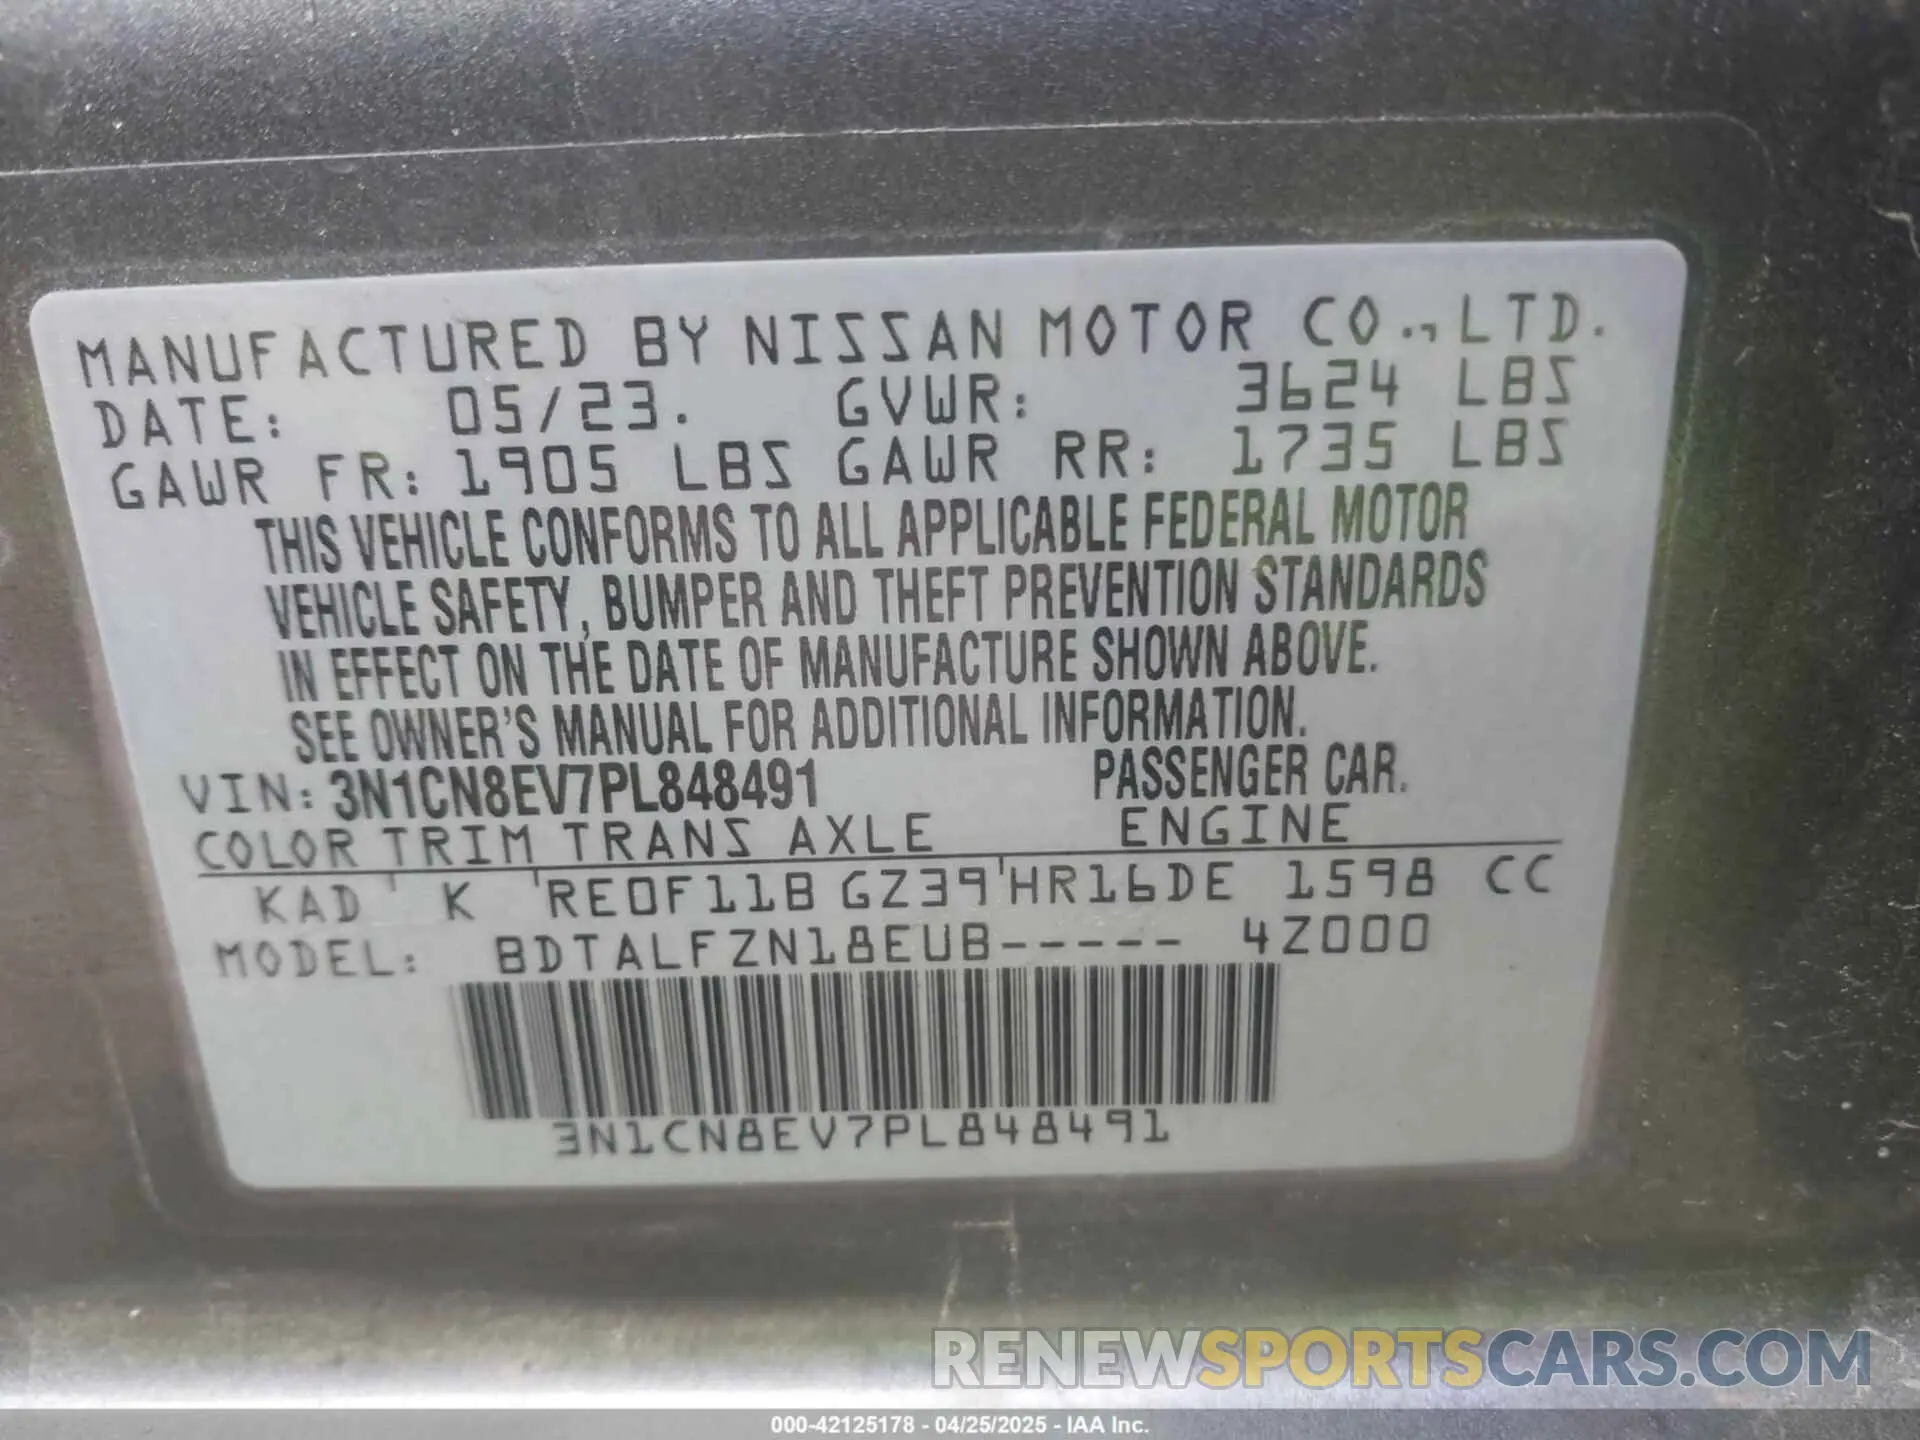 MANUFACTURED BY NISSAN MOTOR CO., LTD.
DATE: 05/23. GVWR: 3624 LBS
GAWR FR: 1905 LBS GAWR RR: 1735 LBS
THIS VEHICLE CONFORMS TO ALL APPLICABLE FEDERAL MOTOR
VEHICLE SAFETY, BUMPER AND THEFT PREVENTION STANDARDS
IN EFFECT ON THE DATE OF MANUFACTURE SHOWN ABOVE.
SEE OWNER'S MANUAL FOR ADDITIONAL INFORMATION.
VIN: 3N1CN8EV7PL848491 PASSENGER CAR.
COLOR TRIM TRANS AXLE ENGINE
KAD ' K 'RE0F11B GZ39'HR16DE 1598 CC
MODEL: BDTALFZN18EUB----- 4Z000
3N1CN8EV7PL848491
RENEWSPORTSCARS.COM
000-42125178 - 04/25/2025 - IAA Inc.